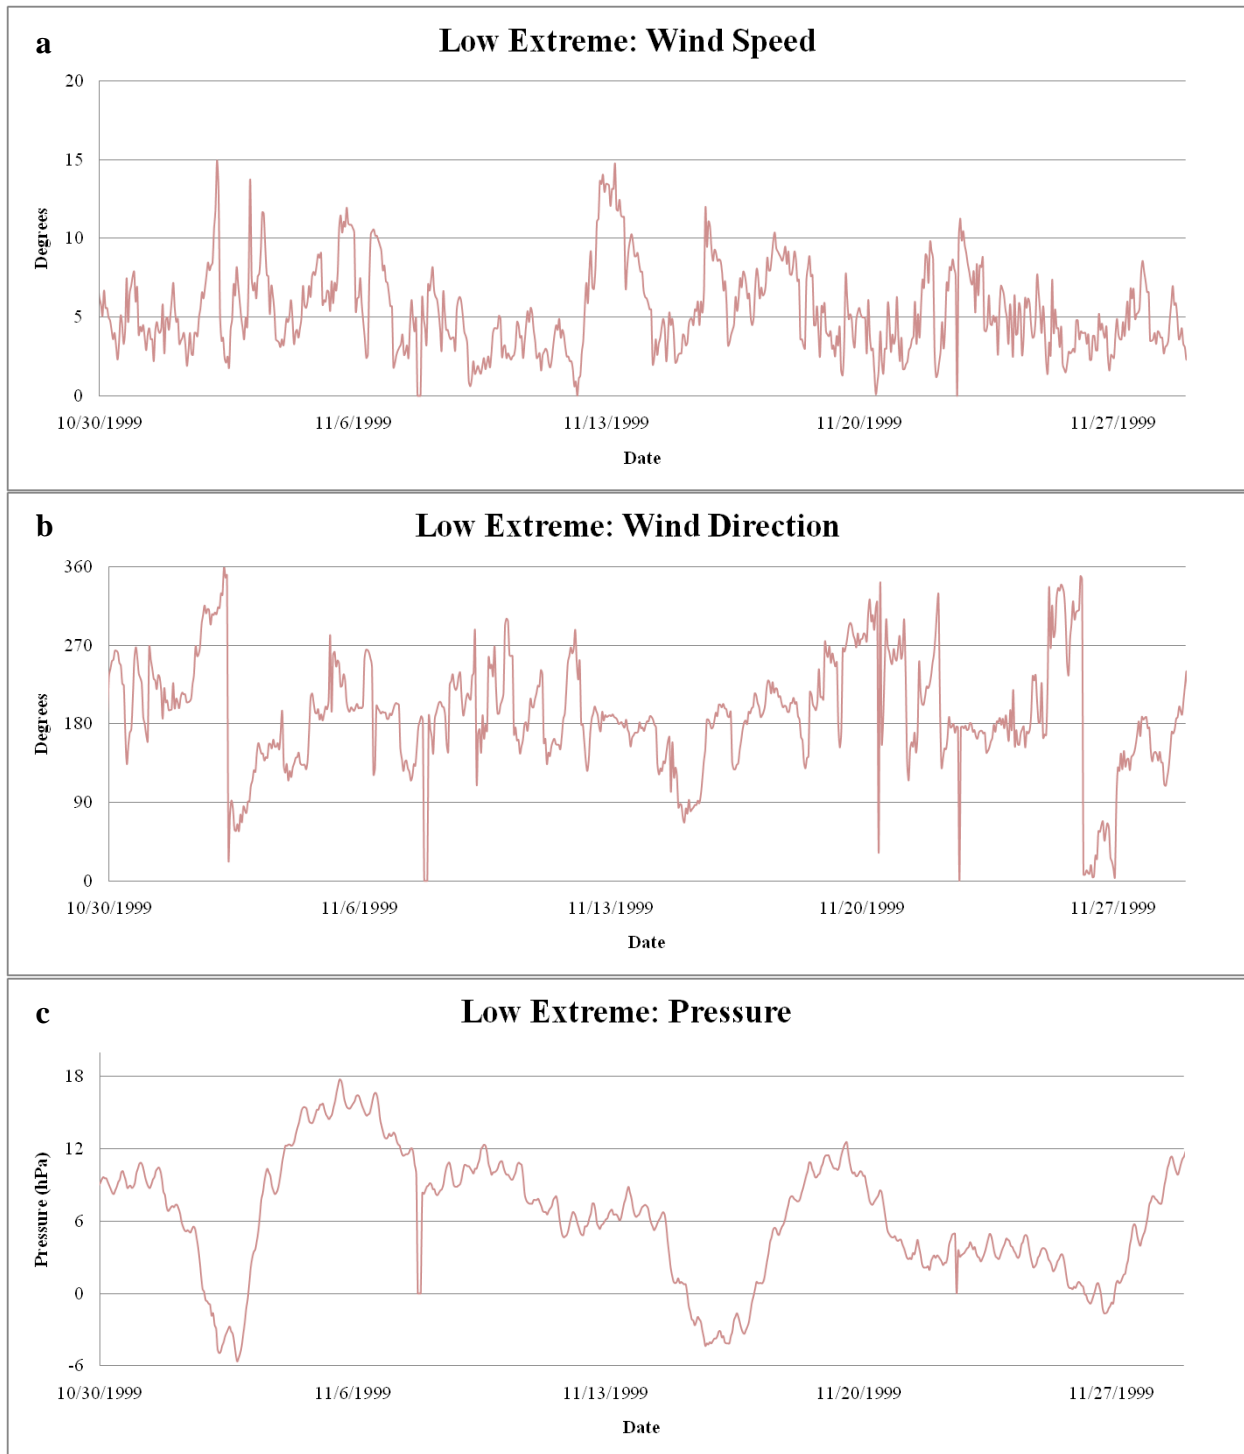 a
Low Extreme: Wind Speed
20
15
10
5
0
Degrees
10/30/1999 11/6/1999 11/13/1999 11/20/1999 11/27/1999
Date
b
Low Extreme: Wind Direction
360
270
180
90
0
Degrees
10/30/1999 11/6/1999 11/13/1999 11/20/1999 11/27/1999
Date
c
Low Extreme: Pressure
18
12
6
0
-6
Pressure (hPa)
10/30/1999 11/6/1999 11/13/1999 11/20/1999 11/27/1999
Date